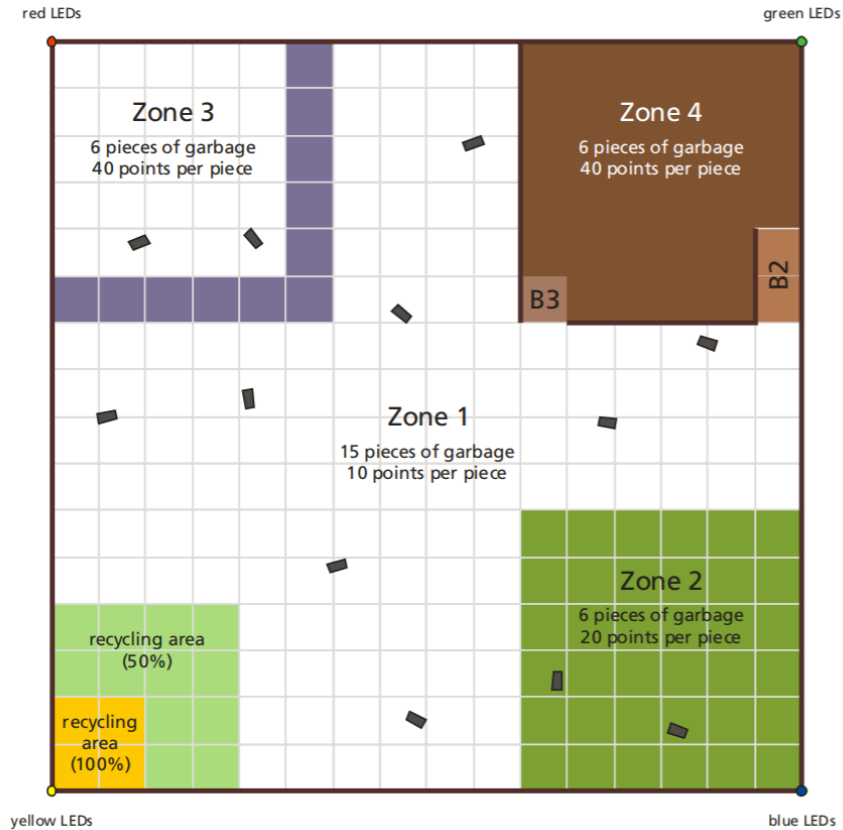 red LEDs
green LEDs
Zone 3
6 pieces of garbage
40 points per piece
Zone 4
6 pieces of garbage
40 points per piece
B2
B3
Zone 1
15 pieces of garbage
10 points per piece
Zone 2
6 pieces of garbage
20 points per piece
recycling area
(50%)
recycling
area
(100%)
yellow LEDs
blue LEDs